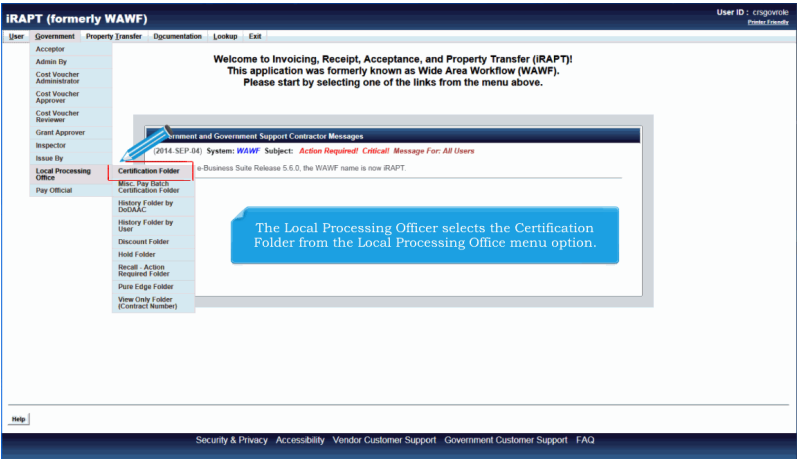 iRAPT (formerly WAWF)
User ID : crsgovrole
Printer Friendly
User Government Property Transfer Documentation Lookup Exit
Acceptor
Admin By
Cost Voucher
Administrator
Cost Voucher
Approver
Cost Voucher
Reviewer
Grant Approver
Inspector
Issue By
Local Processing
Office
Pay Official
Certification Folder
Misc. Pay Batch
Certification Folder
History Folder by
DoDAAC
History Folder by
User
Discount Folder
Hold Folder
Recall - Action
Required Folder
Pure Edge Folder
View Only Folder
(Contract Number)
Welcome to Invoicing, Receipt, Acceptance, and Property Transfer (iRAPT)!
This application was formerly known as Wide Area Workflow (WAWF).
Please start by selecting one of the links from the menu above.
ernment and Government Support Contractor Messages
(2014-SEP-04) System: WAWF Subject: Action Required! Critical! Message For: All Users
e-Business Suite Release 5.6.0, the WAWF name is now iRAPT.
The Local Processing Officer selects the Certification
Folder from the Local Processing Office menu option.
Help
Security & Privacy Accessibility Vendor Customer Support Government Customer Support FAQ